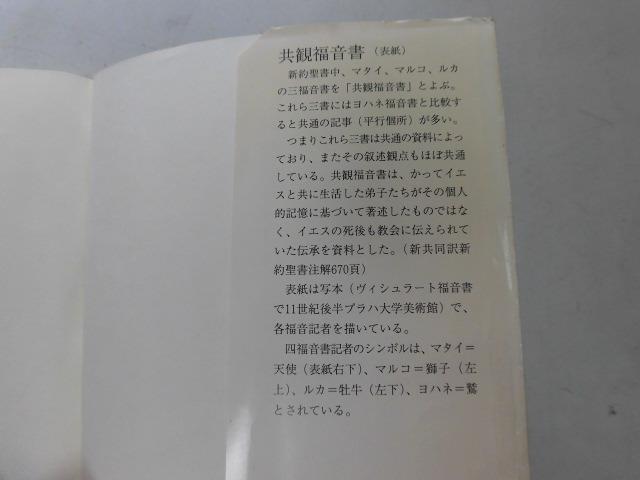 共観福音書（表紙）
新約聖書中、マタイ、マルコ、ルカ
の三福音書を「共観福音書」とよぶ。
これら三書にはヨハネ福音書と比較す
ると共通の記事（平行個所）が多い。
つまりこれら三書は共通の資料によっ
ており、またその叙述観点もほぼ共通
している。共観福音書は、かってイエ
スと共に生活した弟子たちがその個人
的記憶に基づいて著述したものではな
く、イエスの死後も教会に伝えられて
いた伝承を資料とした。（新共同訳新
約聖書注解670頁）
表紙は写本（ヴィシュラート福音書
で11世紀後半プラハ大学美術館）で、
各福音記者を描いている。
四福音書記者のシンボルは、マタイ＝
天使（表紙右下）、マルコ＝獅子（左
上）、ルカ＝牡牛（左下）、ヨハネ＝鷲
とされている。